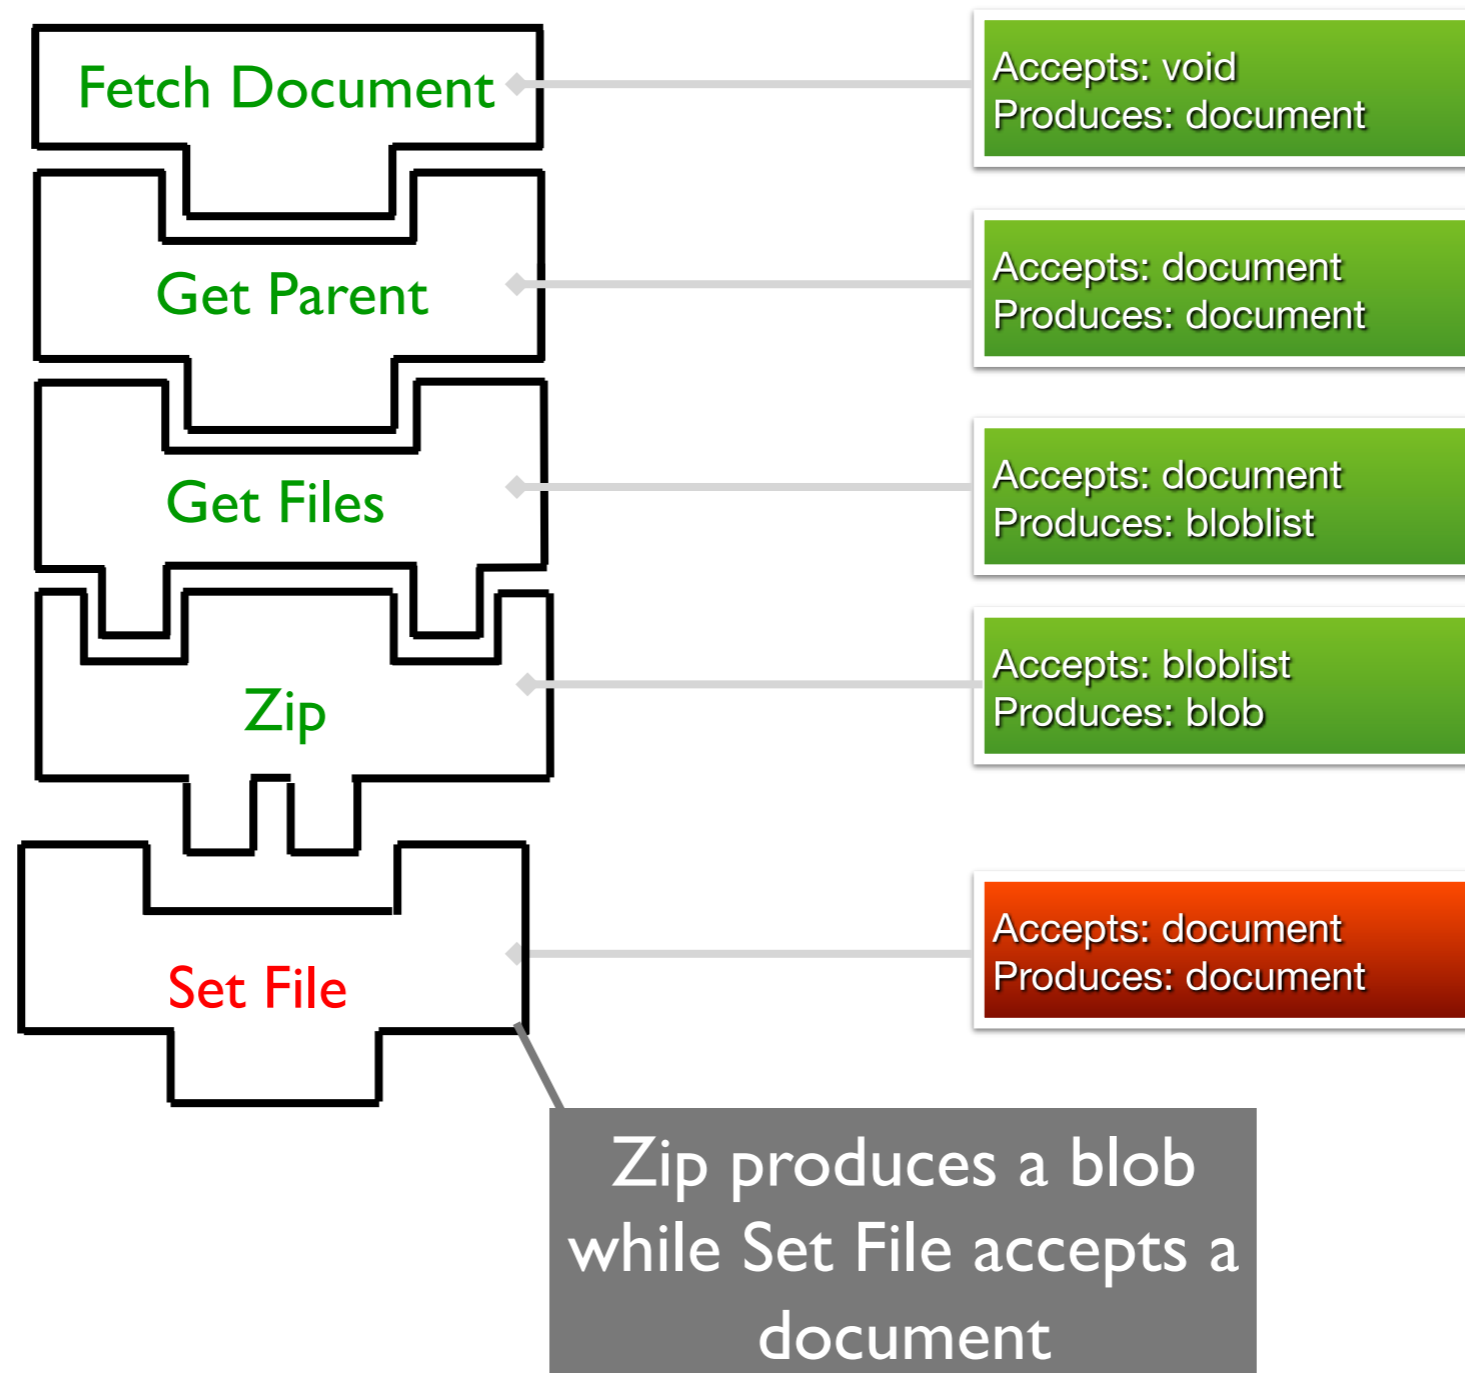 Fetch Document
Accepts: void
Produces: document
Get Parent
Accepts: document
Produces: document
Get Files
Accepts: document
Produces: bloblist
Zip
Accepts: bloblist
Produces: blob
Set File
Accepts: document
Produces: document
Zip produces a blob
while Set File accepts a
document